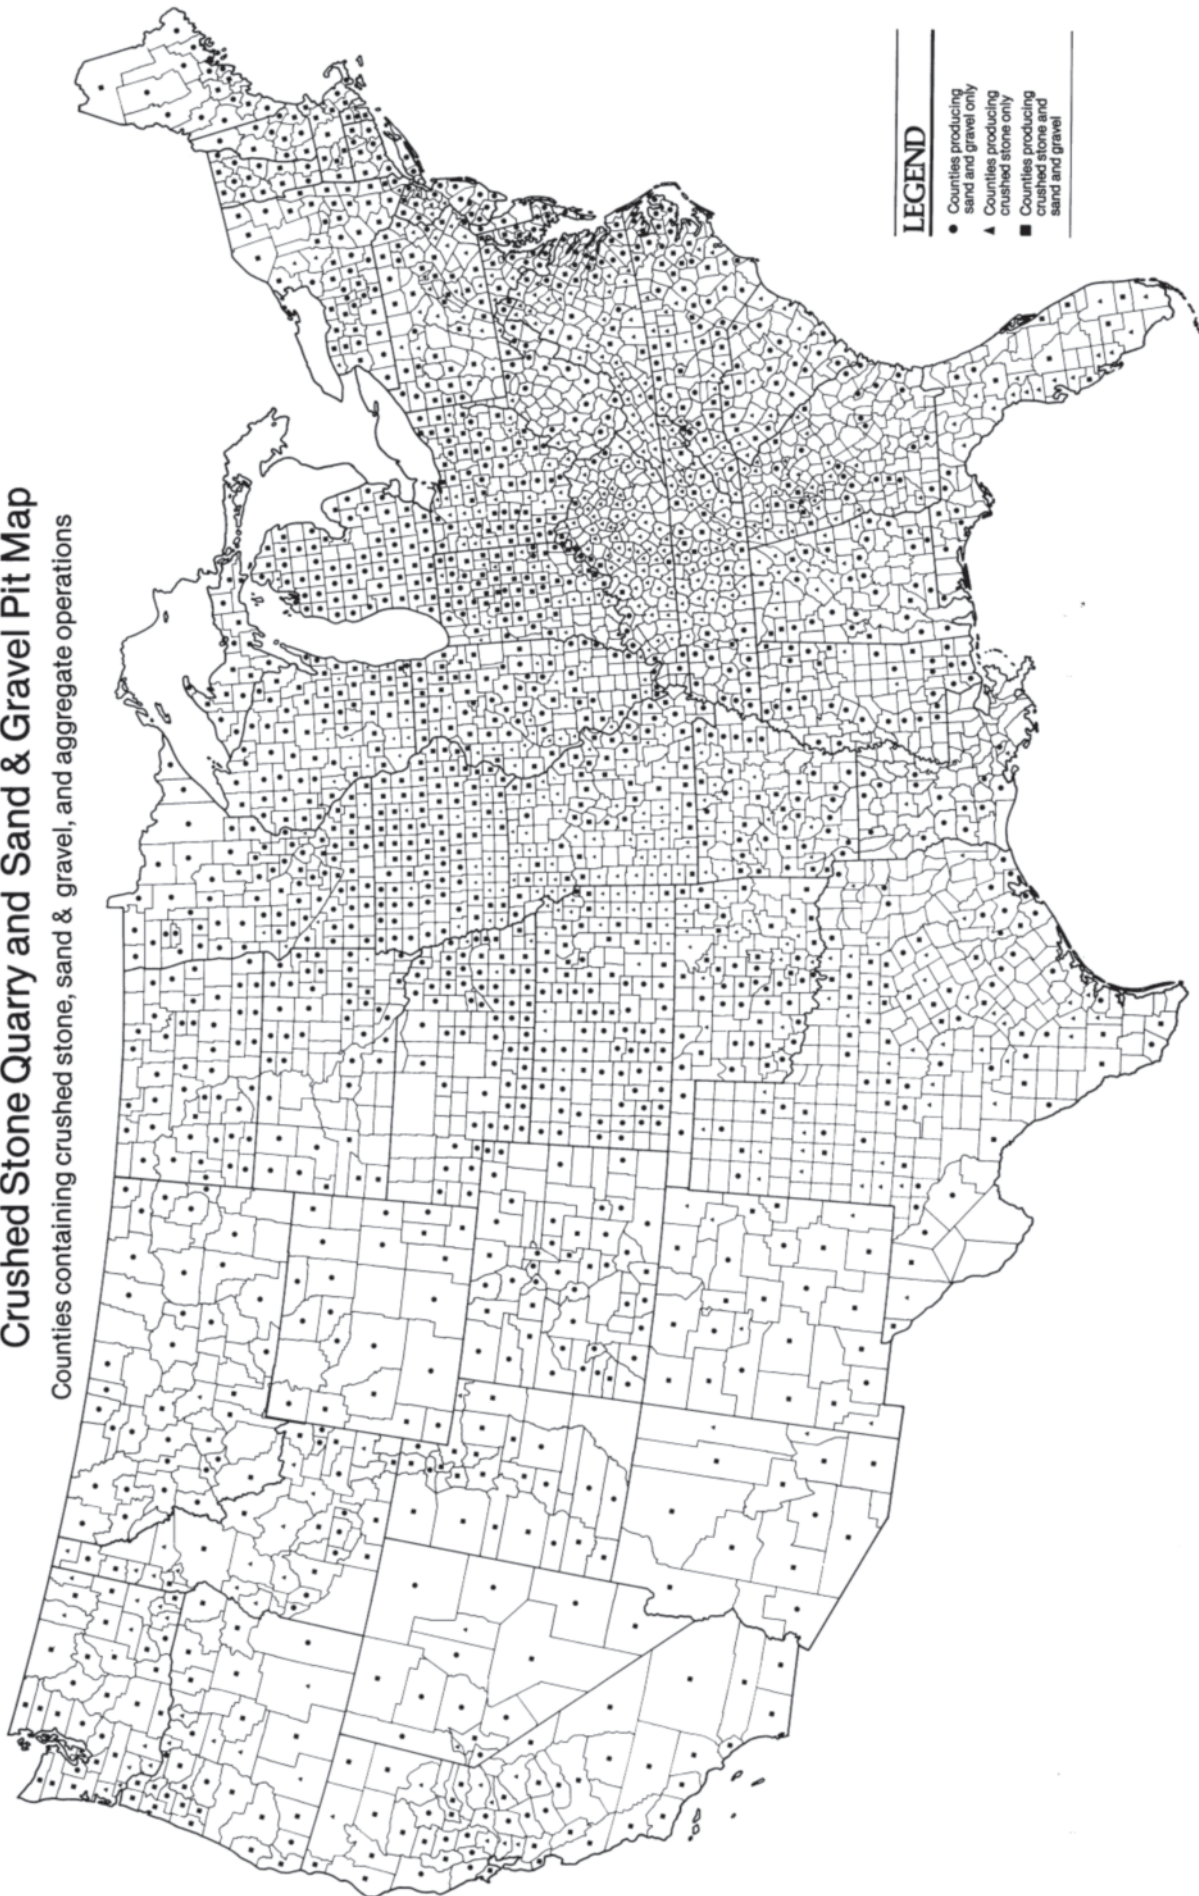 Crushed Stone Quarry and Sand & Gravel Pit Map
Counties containing crushed stone, sand & gravel, and aggregate operations
LEGEND
Counties producing
sand and gravel only
Counties producing
crushed stone only
Counties producing
crushed stone and
sand and gravel